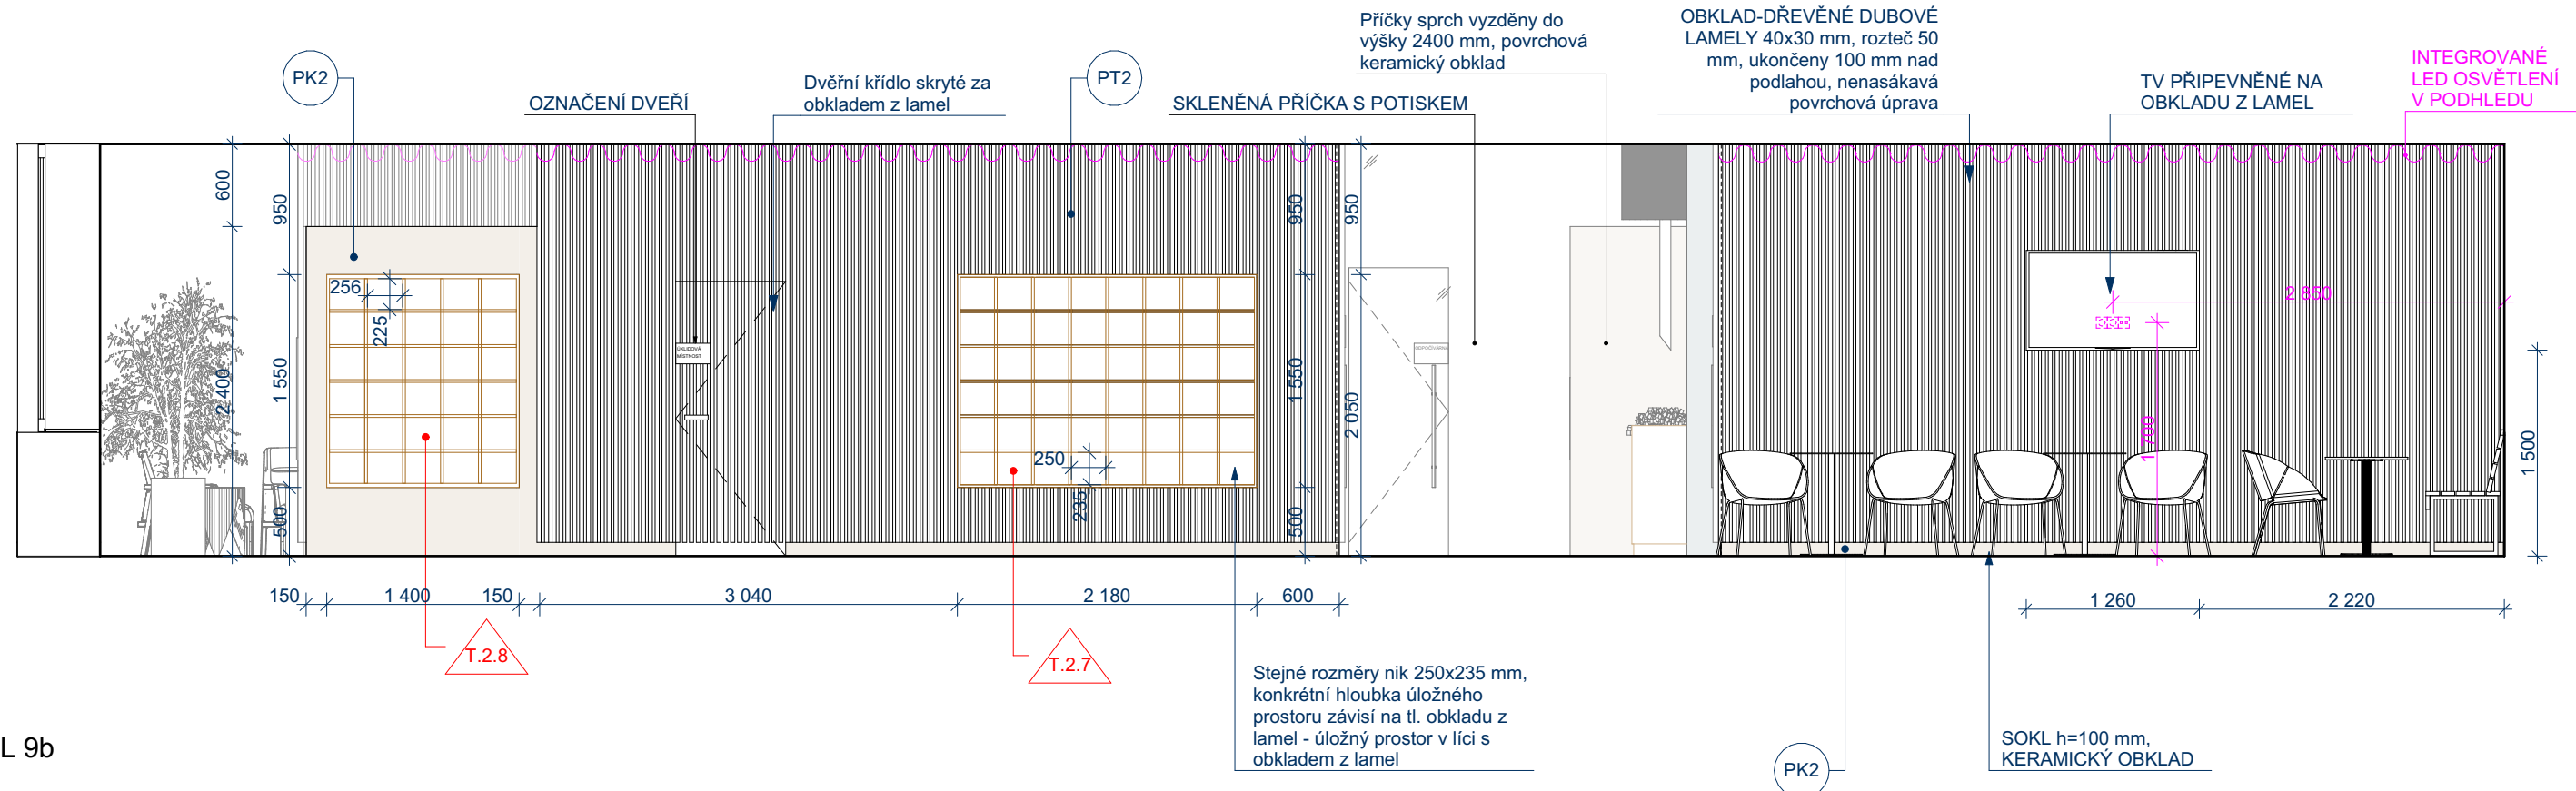 Příčky sprch vyzděny do
výšky 2400 mm, povrchová
keramický obklad
OBKLAD-DŘEVĚNÉ DUBOVÉ
LAMELY 40x30 mm, rozteč 50
mm, ukončeny 100 mm nad
podlahou, nenasákavá
povrchová úprava
INTEGROVANÉ
LED OSVĚTLENÍ
V PODHLEDU
PK2
OZNAČENÍ DVEŘÍ
Dvěřní křídlo skryté za
obkladem z lamel
PT2
SKLENĚNÁ PŘÍČKA S POTISKEM
TV PŘIPEVNĚNÉ NA
OBKLADU Z LAMEL
600
950
950
950
256
225
2 850
ÚKLIDOVÁ
MÍSTNOST
ODPOČÍVÁRNA
2 400
1 550
1 550
2 050
1 700
1 500
250
235
500
500
150
1 400
150
3 040
2 180
600
1 260
2 220
T.2.8
T.2.7
Stejné rozměry nik 250x235 mm,
konkrétní hloubka úložného
prostoru závisí na tl. obkladu z
lamel - úložný prostor v líci s
obkladem z lamel
L 9b
PK2
SOKL h=100 mm,
KERAMICKÝ OBKLAD